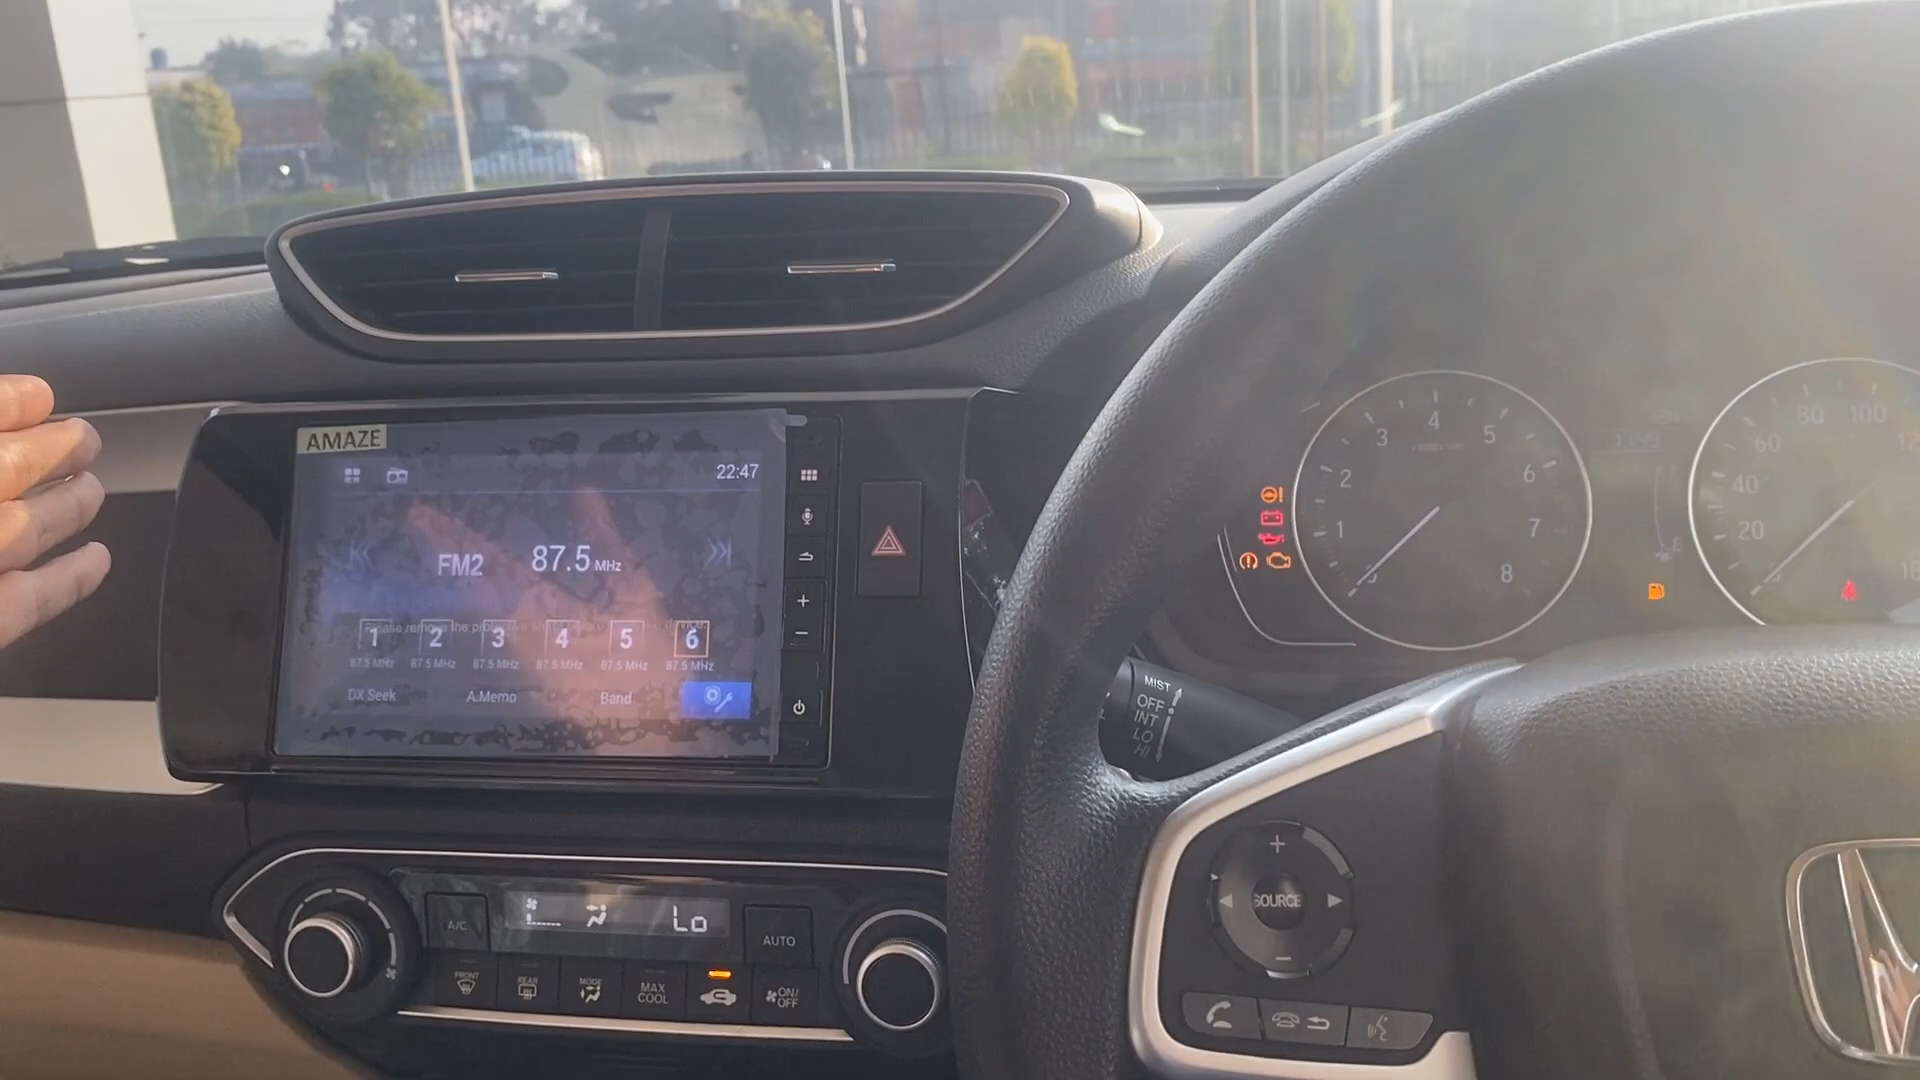 AMAZE
22:47
FM2 87.5 MHz
Please remove the
1 2 3 4 5 6
87.5 MHz 87.5 MHz 87.5 MHz 87.5 MHz 87.5 MHz 87.5 MHz
DX.Seek A.Memo Band
+
−
A/C
Lo
AUTO
FRONT
REAR
MODE
MAX COOL
ON/OFF
MIST
OFF
INT
LO
HI
+
SOURCE
−
1 2 3 4 5 6 7 8
E
20 40 60 80 100